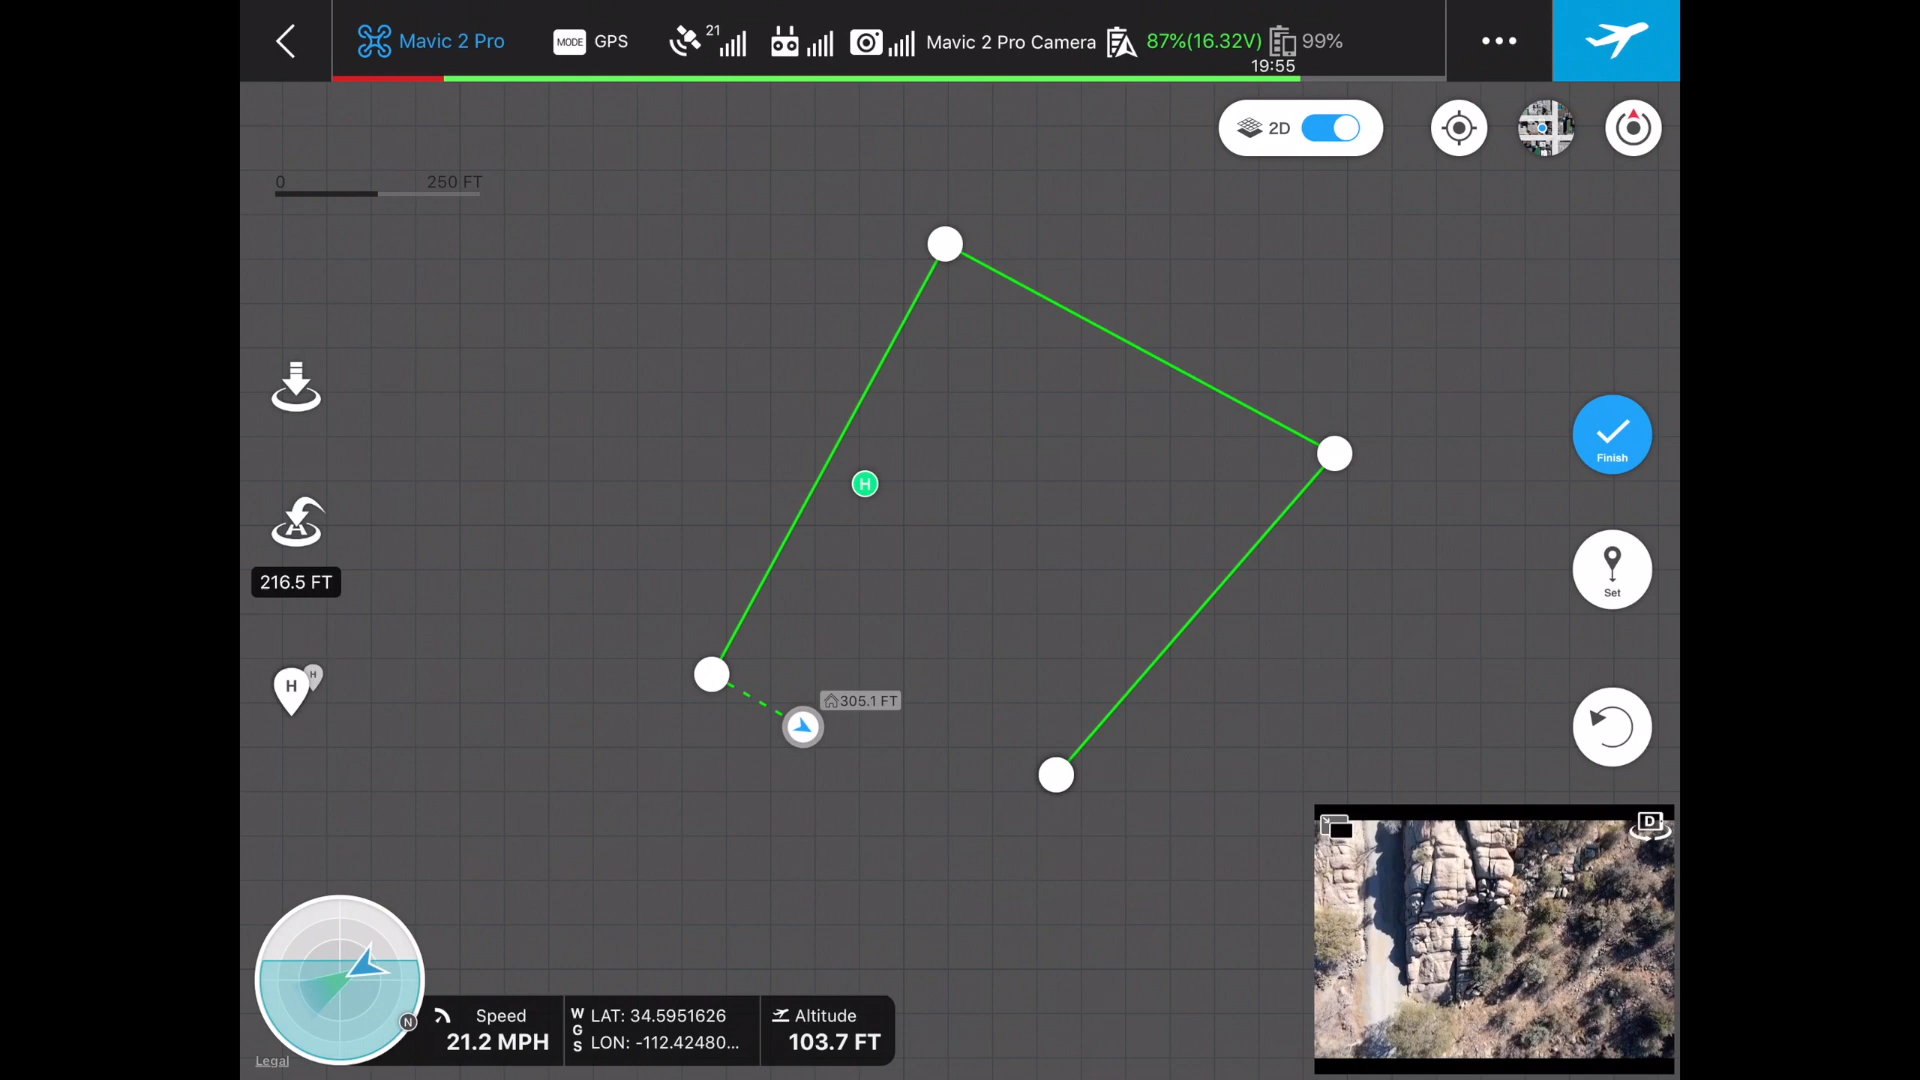 Mavic 2 Pro
MODE GPS
21
Mavic 2 Pro Camera
87%(16.32V)
99%
19:55
2D
0 250 FT
H
Finish
A
Set
216.5 FT
H H
305.1 FT
D
N
Speed
21.2 MPH
WGS
LAT: 34.5951626
LON: -112.42480...
Altitude
103.7 FT
Legal